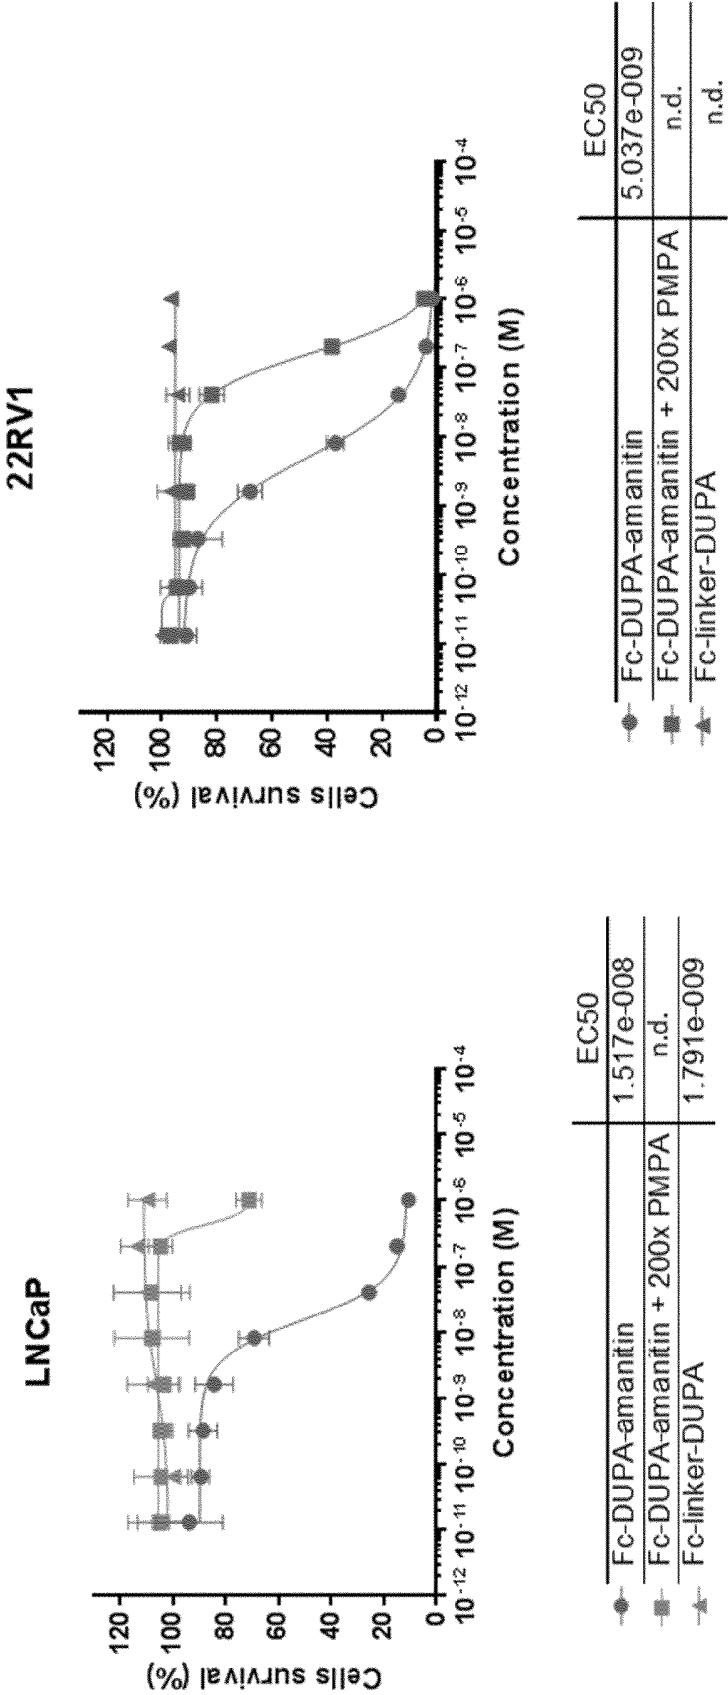 LNCaP
120
100
80
60
40
20
0
Cells survival (%)
10-12 10-11 10-10 10-9 10-8 10-7 10-6 10-5 10-4
Concentration (M)
EC50
Fc-DUPA-amanitin 1.517e-008
Fc-DUPA-amanitin + 200x PMPA n.d.
Fc-linker-DUPA 1.791e-009
22RV1
120
100
80
60
40
20
0
Cells survival (%)
10-12 10-11 10-10 10-9 10-8 10-7 10-6 10-5 10-4
Concentration (M)
EC50
Fc-DUPA-amanitin 5.037e-009
Fc-DUPA-amanitin + 200x PMPA n.d.
Fc-linker-DUPA n.d.